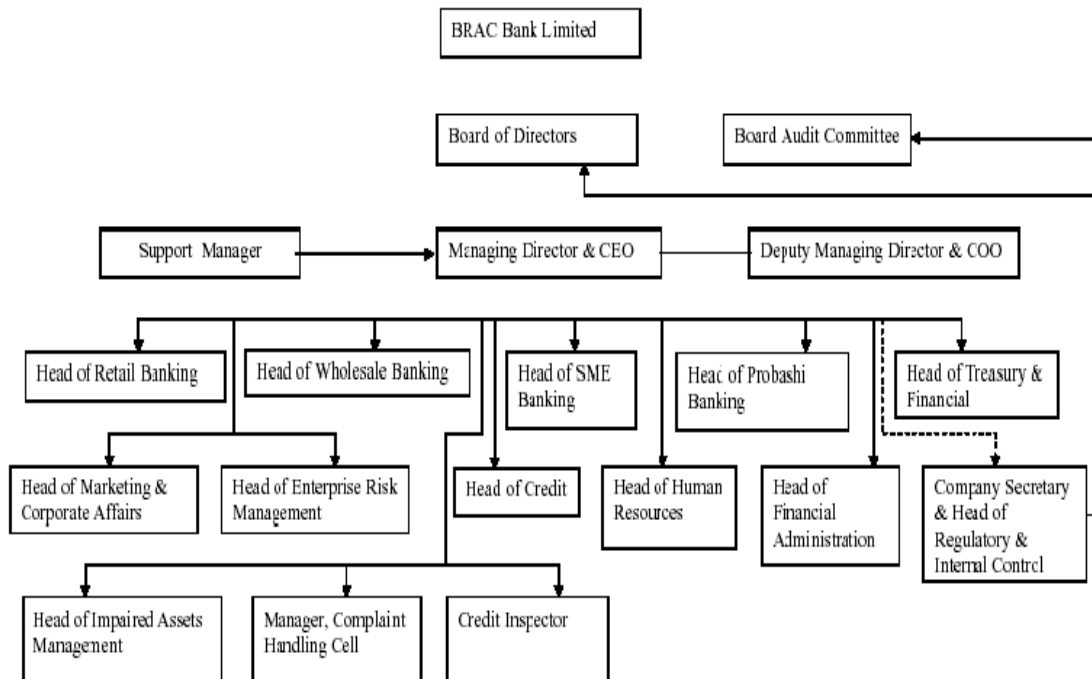 BRAC Bank Limited
Board of Directors
Board Audit Committee
Support Manager
Managing Director & CEO
Deputy Managing Director & COO
Head of Retail Banking
Head of Wholesale Banking
Head of SME
Banking
Head of Probashi
Banking
Head of Treasury &
Financial
Head of Marketing &
Corporate Affairs
Head of Enterprise Risk
Management
Head of Credit
Head of Human
Resources
Head of
Financial
Administration
Company Secretary
& Head of
Regulatory &
Internal Control
Head of Impaired Assets
Management
Manager, Complaint
Handling Cell
Credit Inspector